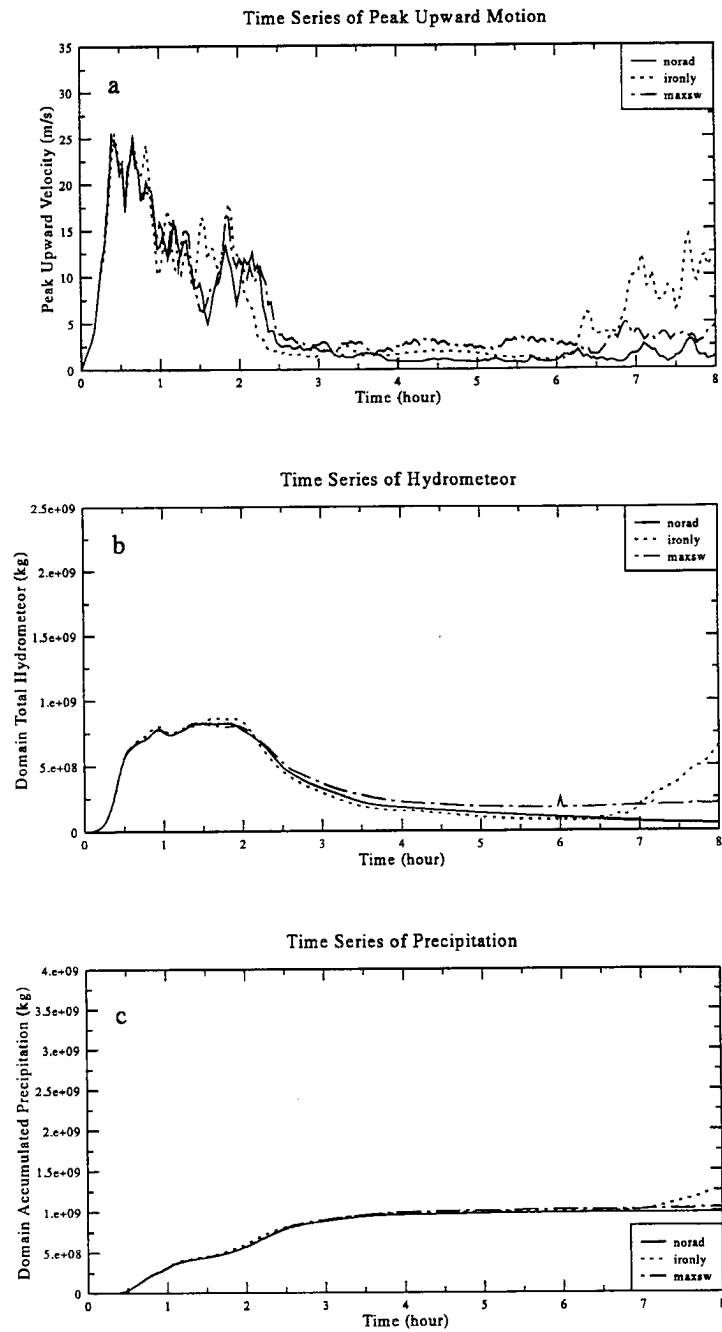 Time Series of Peak Upward Motion
a
norad
ironly
maxsw
Peak Upward Velocity (m/s)
35
30
25
20
15
10
5
0
0 1 2 3 4 5 6 7 8
Time (hour)
Time Series of Hydrometeor
b
norad
ironly
maxsw
Domain Total Hydrometeor (kg)
2.5e+09
2.e+09
1.5e+09
1.e+09
5.e+08
0
0 1 2 3 4 5 6 7 8
Time (hour)
Time Series of Precipitation
c
Domain Accumulated Precipitation (kg)
4.e+09
3.5e+09
3.e+09
2.5e+09
2.e+09
1.5e+09
1.e+09
5.e+08
0
norad
ironly
maxsw
0 1 2 3 4 5 6 7 8
Time (hour)